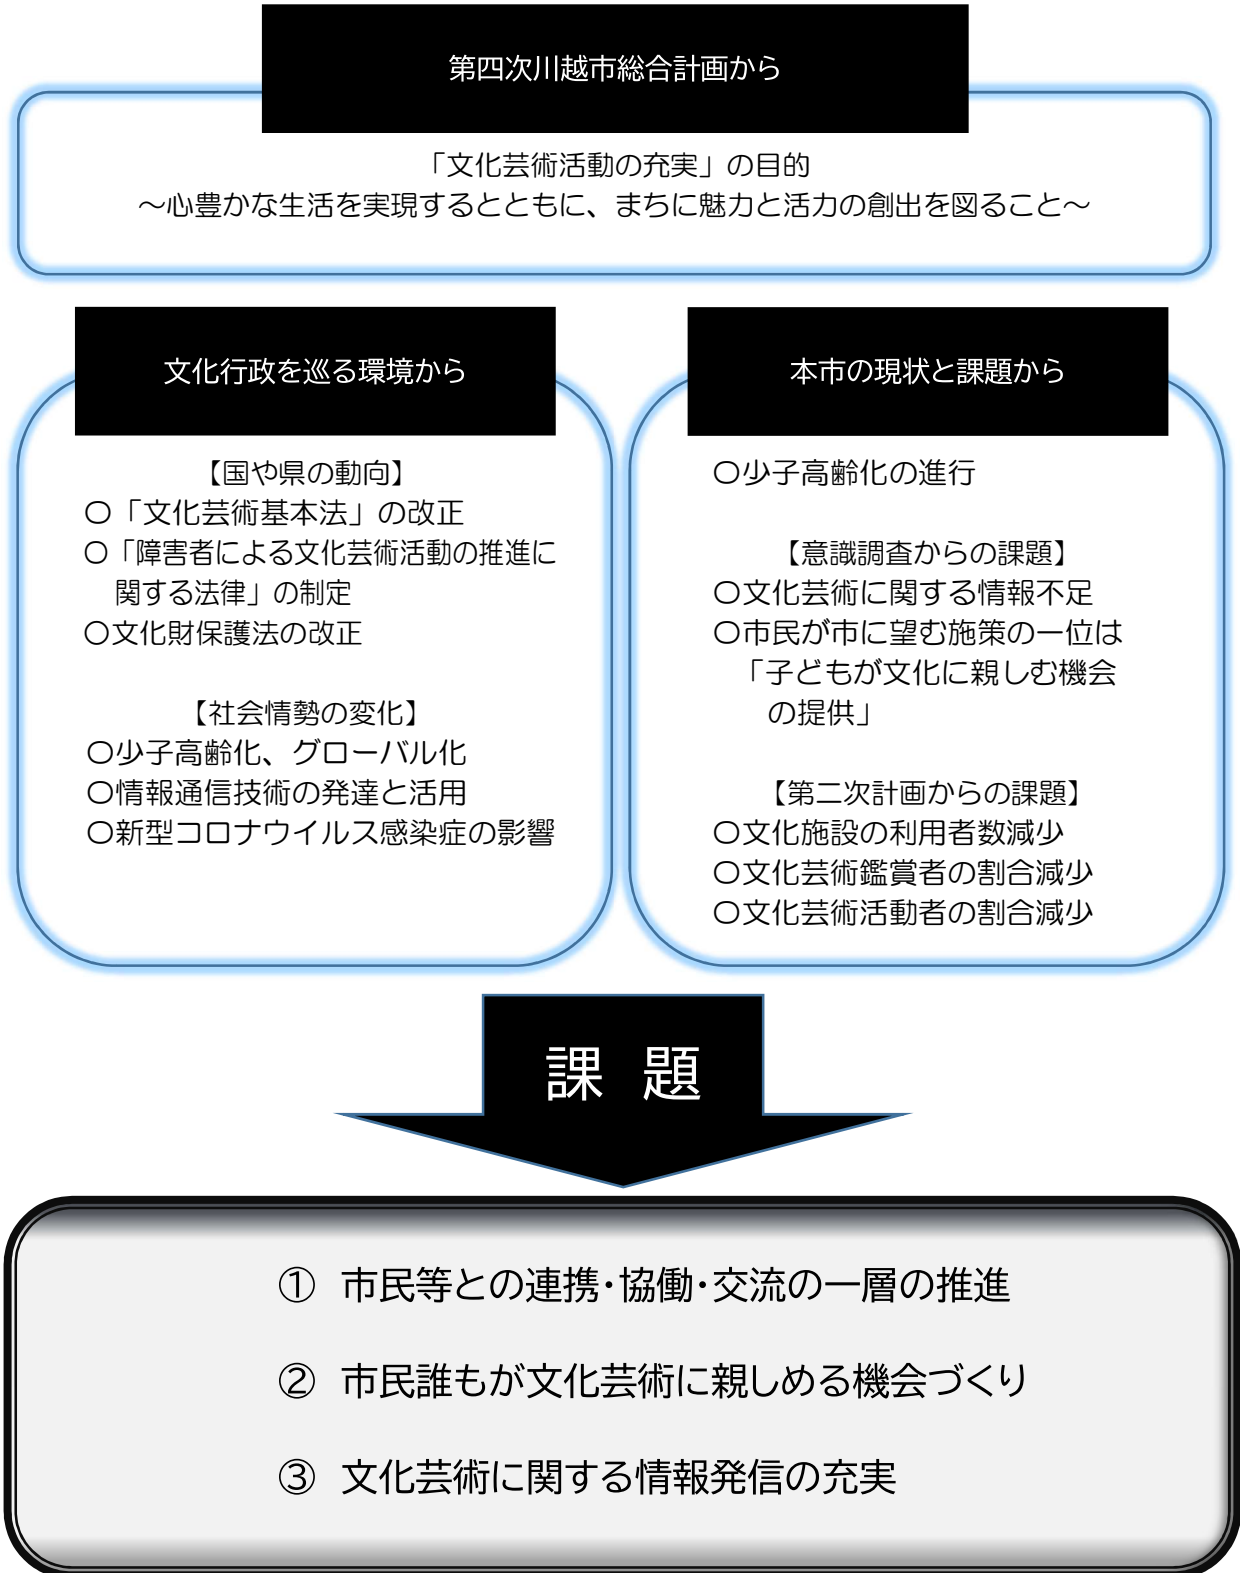 第四次川越市総合計画から
「文化芸術活動の充実」の目的
～心豊かな生活を実現するとともに、まちに魅力と活力の創出を図ること～
文化行政を巡る環境から
【国や県の動向】
○「文化芸術基本法」の改正
○「障害者による文化芸術活動の推進に
関する法律」の制定
○文化財保護法の改正
【社会情勢の変化】
○少子高齢化、グローバル化
○情報通信技術の発達と活用
○新型コロナウイルス感染症の影響
本市の現状と課題から
○少子高齢化の進行
【意識調査からの課題】
○文化芸術に関する情報不足
○市民が市に望む施策の一位は
「子どもが文化に親しむ機会
の提供」
【第二次計画からの課題】
○文化施設の利用者数減少
○文化芸術鑑賞者の割合減少
○文化芸術活動者の割合減少
課 題
① 市民等との連携・協働・交流の一層の推進
② 市民誰もが文化芸術に親しめる機会づくり
③ 文化芸術に関する情報発信の充実